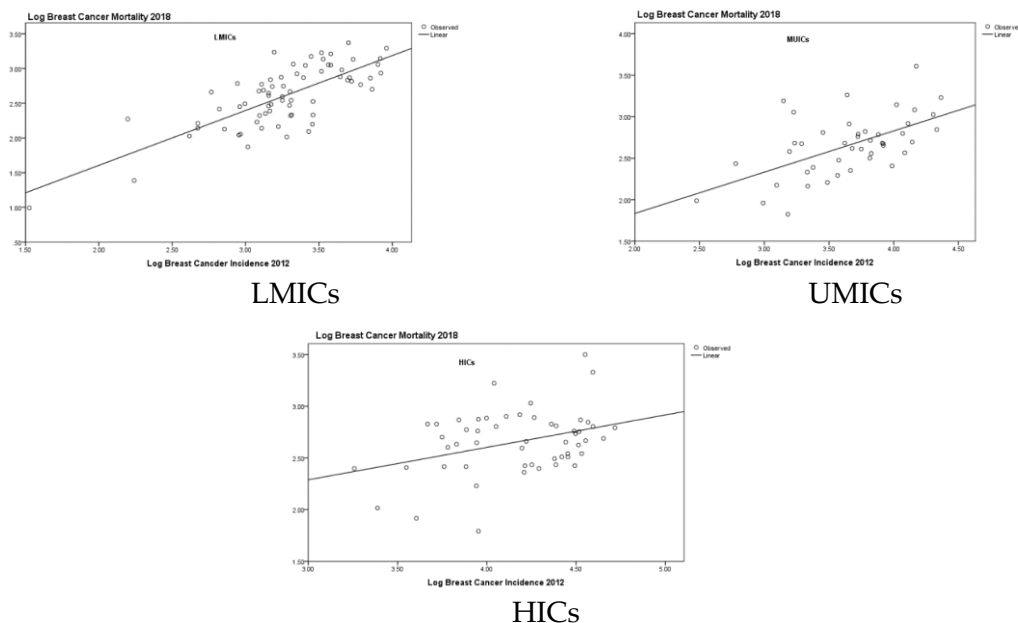 Log Breast Cancer Mortality 2018
LMICs
Observed
Linear
3.50
3.00
2.50
2.00
1.50
1.00
.50
1.50 2.00 2.50 3.00 3.50 4.00
Log Breast Cancder Incidence 2012
LMICs
Log Breast Cancer Mortality 2018
MUICs
Observed
Linear
4.00
3.50
3.00
2.50
2.00
1.50
2.00 2.50 3.00 3.50 4.00 4.50
Log Breast Cancer Incidence 2012
UMICs
Log Breast Cancer Mortality 2018
HICs
Observed
Linear
3.50
3.00
2.50
2.00
1.50
3.00 3.50 4.00 4.50 5.00
Log Breast Cancer Incidence 2012
HICs